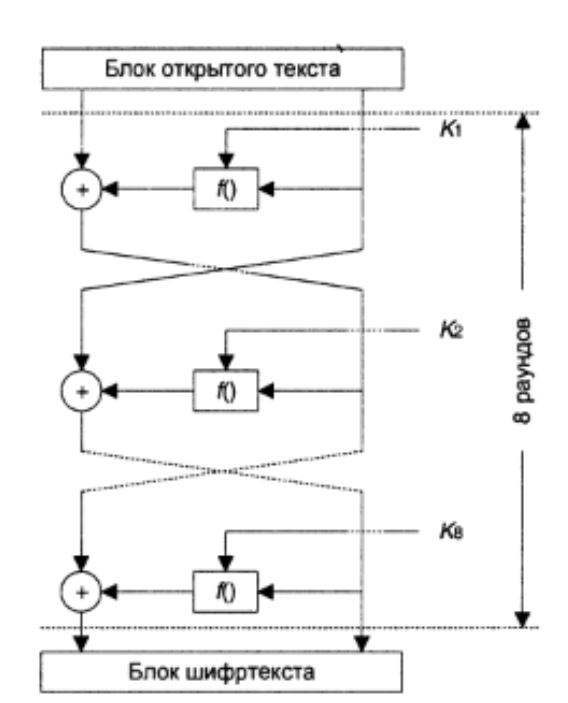 Блок открытого текста
K1
+
f()
K2
+
f()
8 раундов
K8
+
f()
Блок шифртекста